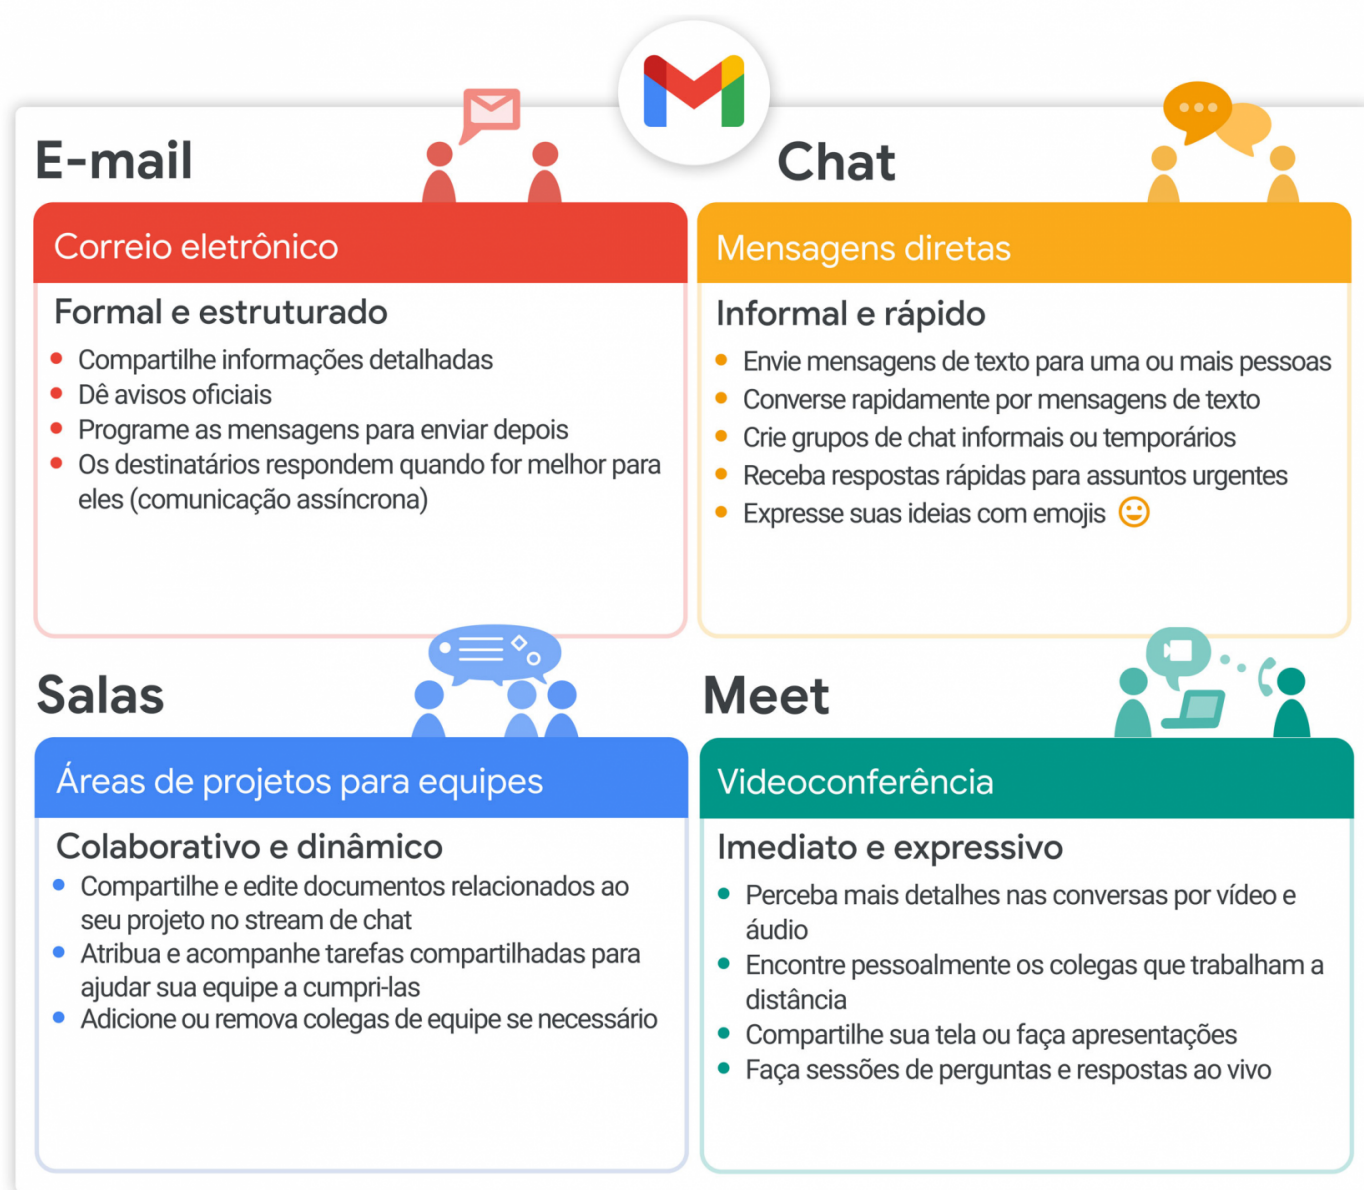 E-mail
Correio eletrônico
Formal e estruturado
• Compartilhe informações detalhadas
• Dê avisos oficiais
• Programe as mensagens para enviar depois
• Os destinatários respondem quando for melhor para
eles (comunicação assíncrona)
Chat
Mensagens diretas
Informal e rápido
• Envie mensagens de texto para uma ou mais pessoas
• Converse rapidamente por mensagens de texto
• Crie grupos de chat informais ou temporários
• Receba respostas rápidas para assuntos urgentes
• Expresse suas ideias com emojis
Salas
Áreas de projetos para equipes
Colaborativo e dinâmico
• Compartilhe e edite documentos relacionados ao
seu projeto no stream de chat
• Atribua e acompanhe tarefas compartilhadas para
ajudar sua equipe a cumpri-las
• Adicione ou remova colegas de equipe se necessário
Meet
Videoconferência
Imediato e expressivo
• Perceba mais detalhes nas conversas por vídeo e
áudio
• Encontre pessoalmente os colegas que trabalham a
distância
• Compartilhe sua tela ou faça apresentações
• Faça sessões de perguntas e respostas ao vivo